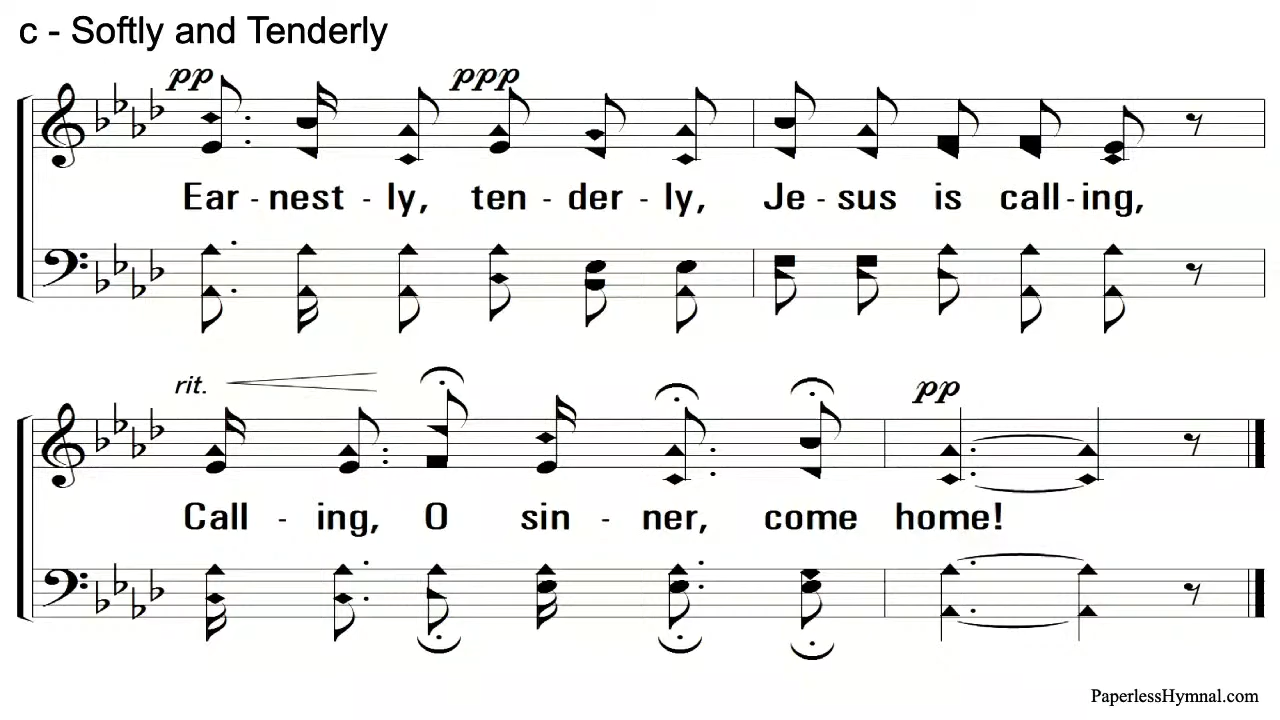 c - Softly and Tenderly
pp ppp
Ear - nest - ly, ten - der - ly, Je - sus is call - ing,
rit. pp
Call - ing, O sin - ner, come home!
PaperlessHymnal.com